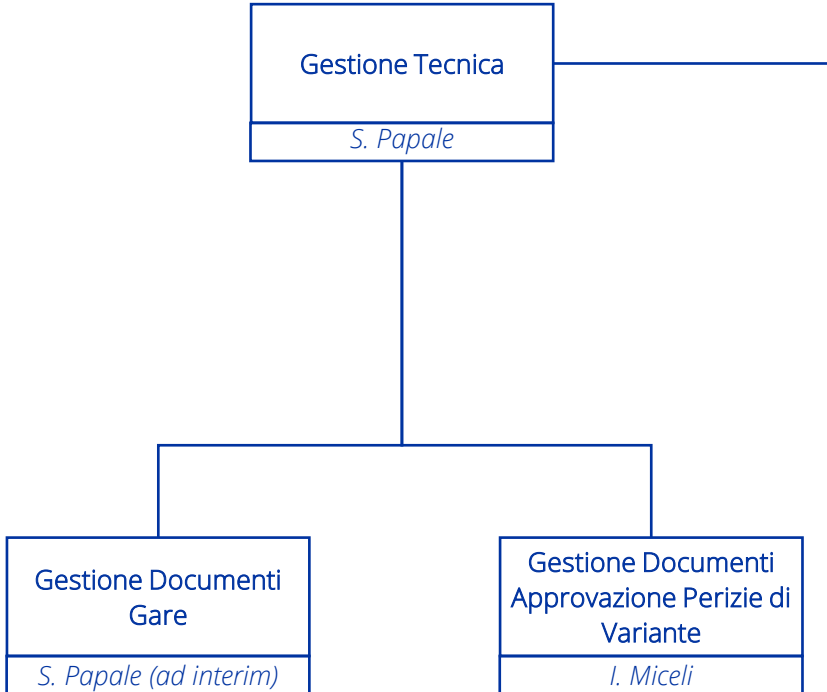 Gestione Tecnica
S. Papale
Gestione Documenti
Gare
S. Papale (ad interim)
Gestione Documenti
Approvazione Perizie di
Variante
I. Miceli